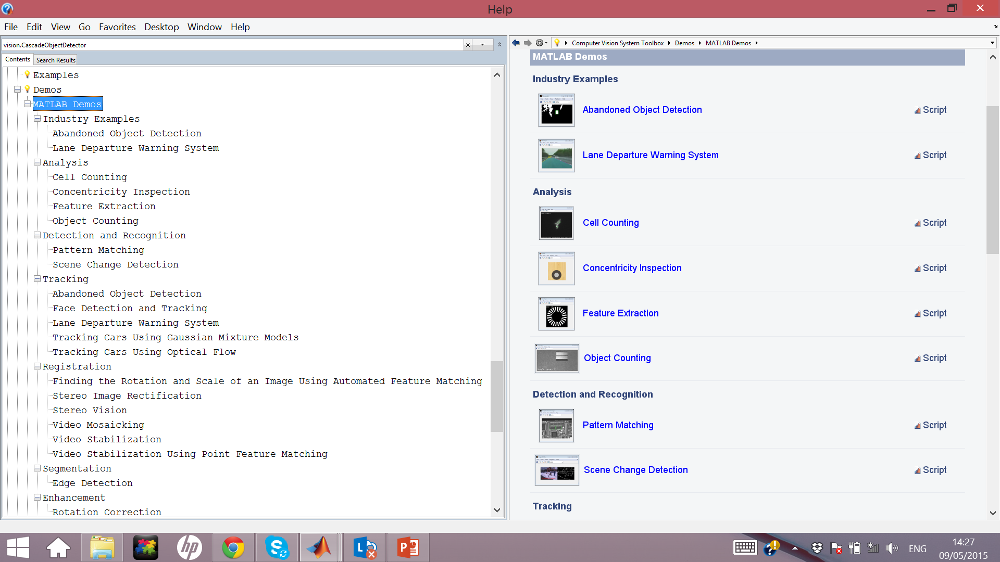 Help
File Edit View Go Favorites Desktop Window Help
vision.CascadeObjectDetector
Contents Search Results
Examples
Demos
MATLAB Demos
Industry Examples
Abandoned Object Detection
Lane Departure Warning System
Analysis
Cell Counting
Concentricity Inspection
Feature Extraction
Object Counting
Detection and Recognition
Pattern Matching
Scene Change Detection
Tracking
Abandoned Object Detection
Face Detection and Tracking
Lane Departure Warning System
Tracking Cars Using Gaussian Mixture Models
Tracking Cars Using Optical Flow
Registration
Finding the Rotation and Scale of an Image Using Automated Feature Matching
Stereo Image Rectification
Stereo Vision
Video Mosaicking
Video Stabilization
Video Stabilization Using Point Feature Matching
Segmentation
Edge Detection
Enhancement
Rotation Correction
Computer Vision System Toolbox Demos MATLAB Demos
MATLAB Demos
Industry Examples
Abandoned Object Detection Script
Lane Departure Warning System Script
Analysis
Cell Counting Script
Concentricity Inspection Script
Feature Extraction Script
Object Counting Script
Detection and Recognition
Pattern Matching Script
Scene Change Detection Script
Tracking
hp
ENG
14:27
09/05/2015